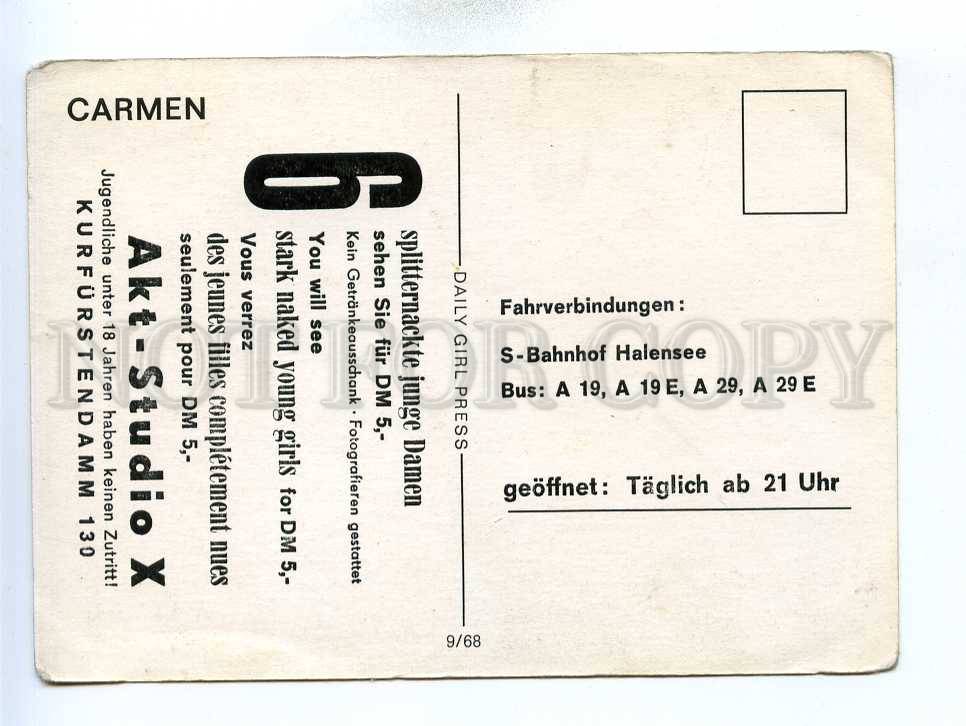 CARMEN
6
splitternackte junge Damen
sehen Sie für DM 5,-
Kein Getränkeausschank · Fotografieren gestattet
You will see
stark naked young girls for DM 5,-
Vous verrez
des jeunes filles complétement nues
seulement pour DM 5,-
Akt-Studio X
Jugendliche unter 18 Jahren haben keinen Zutritt!
KURFÜRSTENDAMM 130
DAILY GIRL PRESS
9/68
Fahrverbindungen:
S-Bahnhof Halensee
Bus: A 19, A 19 E, A 29, A 29 E
geöffnet: Täglich ab 21 Uhr
NOT FOR COPY